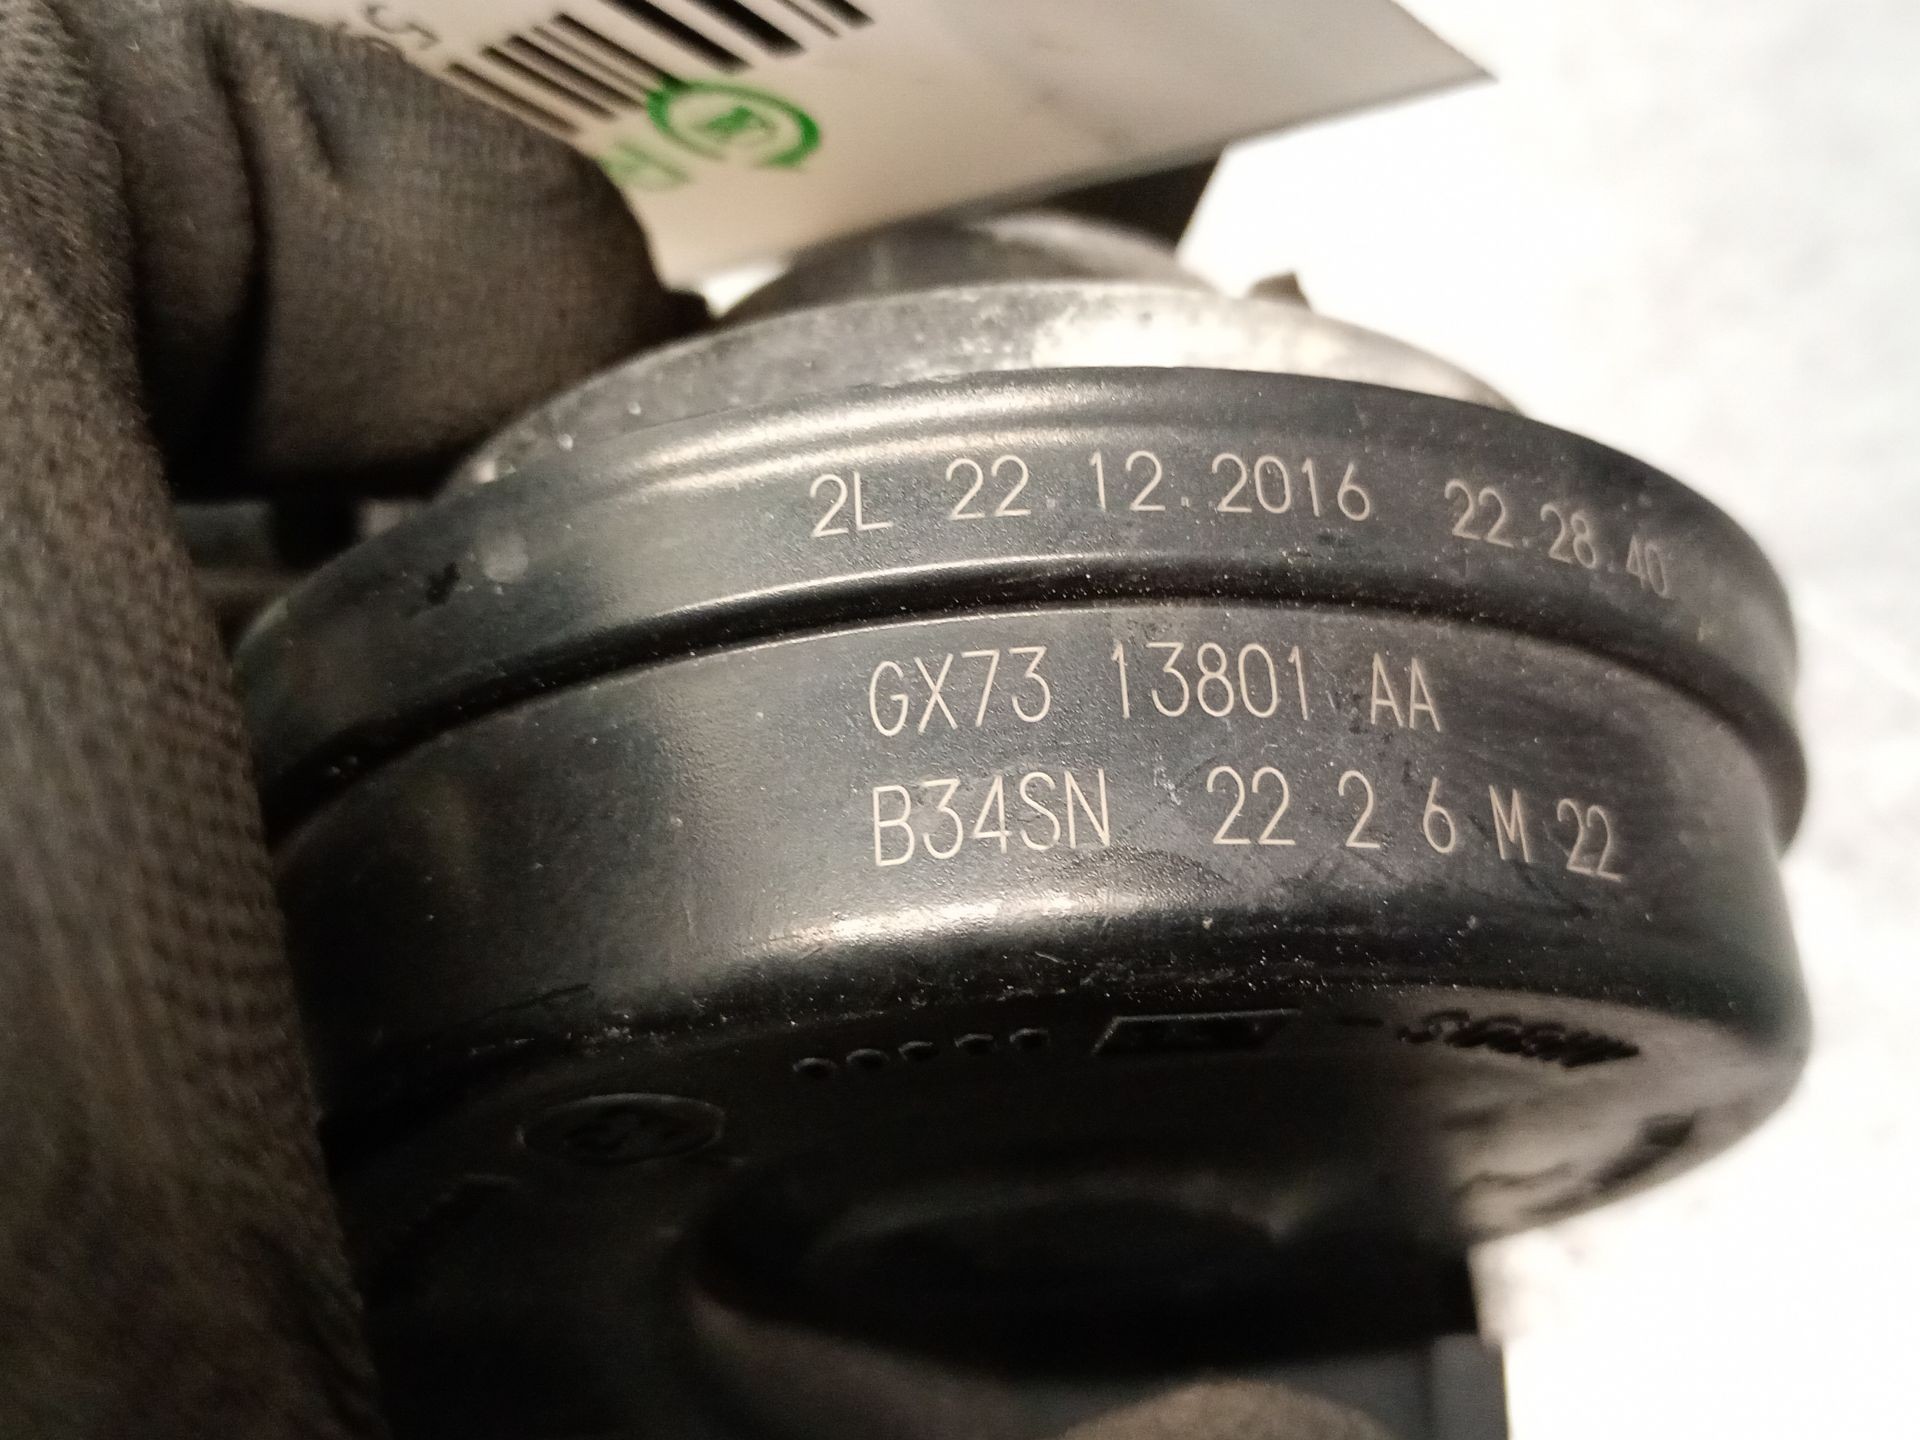 2L 22.12.2016 22.28.40
GX73 13801 AA
B34SN 22 2 6 M 22